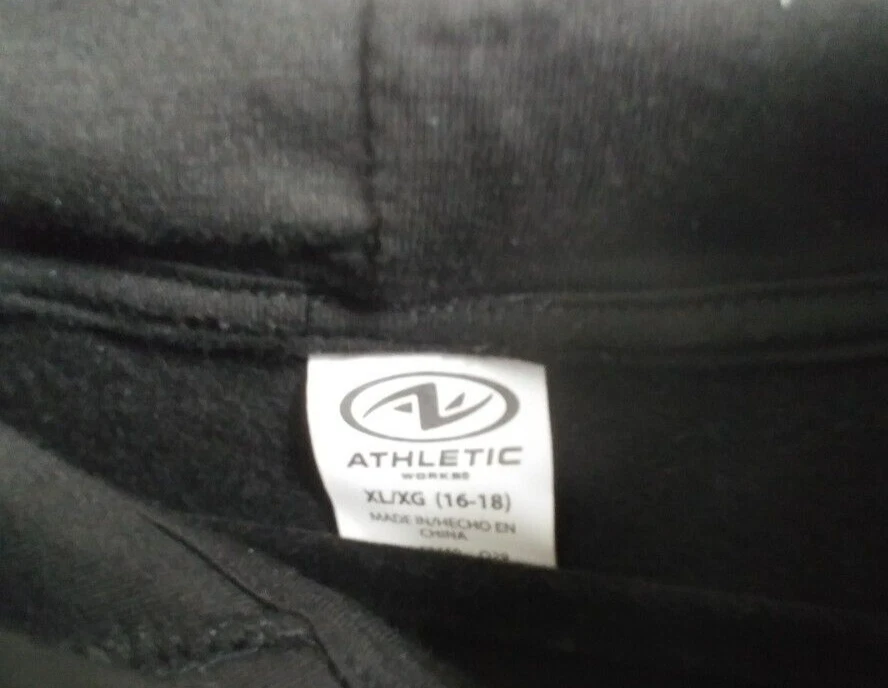 ATHLETIC
WORKS®
XL/XG (16-18)
MADE IN/HECHO EN
CHINA